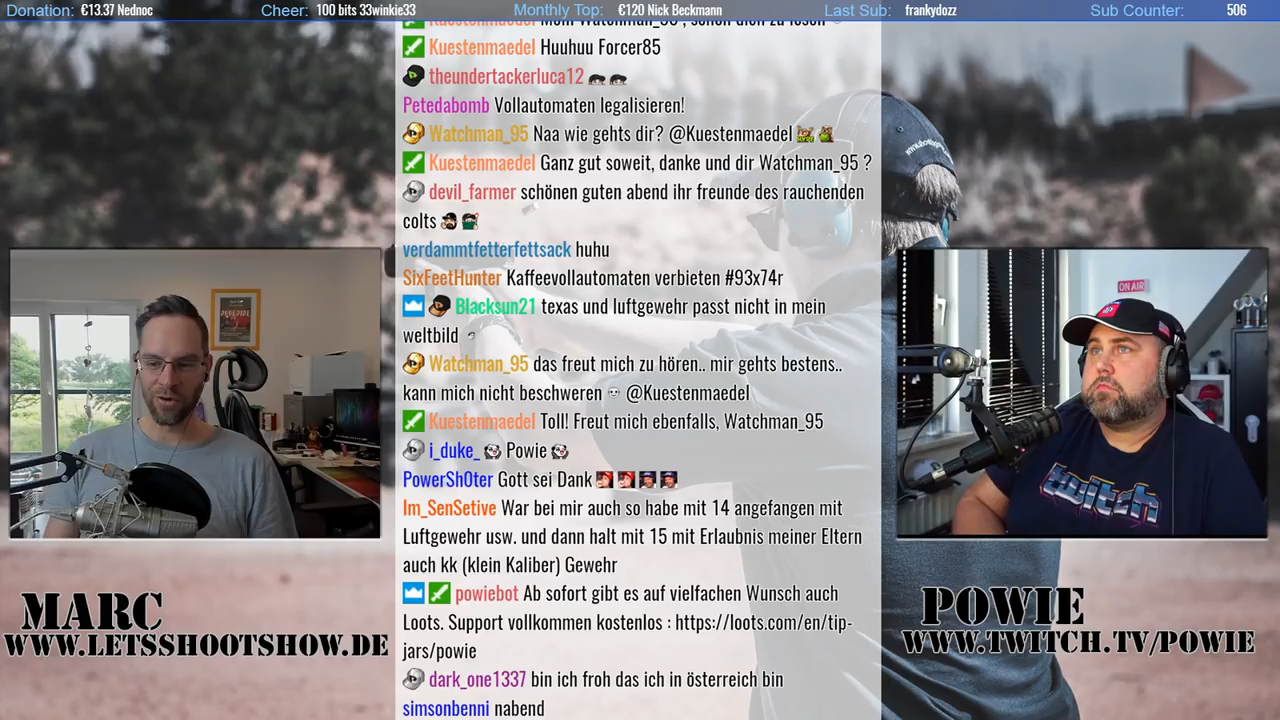 Donation: €13.37 Nednoc Cheer: 100 bits 33winkie33 Monthly Top: €120 Nick Beckmann Last Sub: frankydozz Sub Counter: 506
Kuestenmaedel Moin Watchman_95 , schön dich zu lesen
Kuestenmaedel Huuhuu Forcer85
theundertackerluca12
Petedabomb Vollautomaten legalisieren!
Watchman_95 Naa wie gehts dir? @Kuestenmaedel
Kuestenmaedel Ganz gut soweit, danke und dir Watchman_95 ?
devil_farmer schönen guten abend ihr freunde des rauchenden
colts
verdammtfetterfettsack huhu
SixFeetHunter Kaffeevollautomaten verbieten #93x74r
Blacksun21 texas und luftgewehr passt nicht in mein
weltbild
Watchman_95 das freut mich zu hören.. mir gehts bestens..
kann mich nicht beschweren @Kuestenmaedel
Kuestenmaedel Toll! Freut mich ebenfalls, Watchman_95
i_duke_ Powie
PowerSh0ter Gott sei Dank
Im_SenSetive War bei mir auch so habe mit 14 angefangen mit
Luftgewehr usw. und dann halt mit 15 mit Erlaubnis meiner Eltern
auch kk (klein Kaliber) Gewehr
powiebot Ab sofort gibt es auf vielfachen Wunsch auch
Loots. Support vollkommen kostenlos : https://loots.com/en/tip-
jars/powie
dark_one1337 bin ich froh das ich in österreich bin
simsonbenni nabend
ON AIR
twitch
MARC
WWW.LETSSHOOTSHOW.DE
POWIE
WWW.TWITCH.TV/POWIE